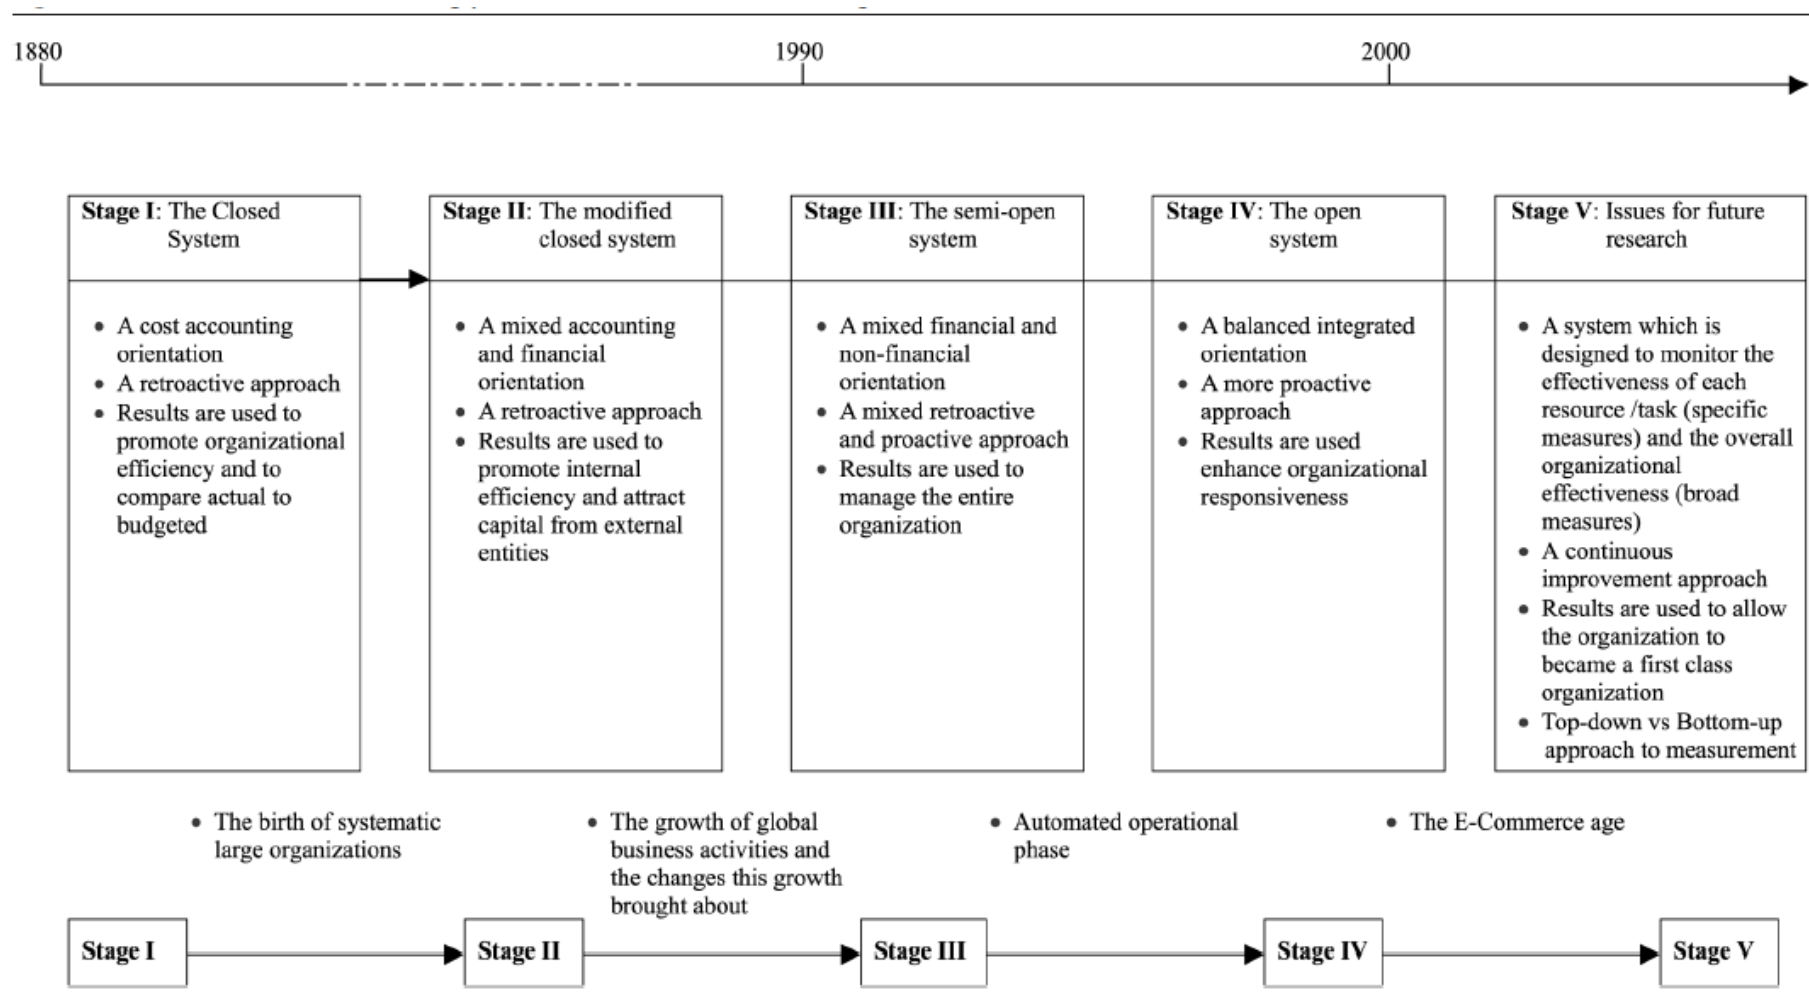 1880
1990
2000
Stage I: The Closed
System
• A cost accounting
orientation
• A retroactive approach
• Results are used to
promote organizational
efficiency and to
compare actual to
budgeted
Stage II: The modified
closed system
• A mixed accounting
and financial
orientation
• A retroactive approach
• Results are used to
promote internal
efficiency and attract
capital from external
entities
Stage III: The semi-open
system
• A mixed financial and
non-financial
orientation
• A mixed retroactive
and proactive approach
• Results are used to
manage the entire
organization
Stage IV: The open
system
• A balanced integrated
orientation
• A more proactive
approach
• Results are used
enhance organizational
responsiveness
Stage V: Issues for future
research
• A system which is
designed to monitor the
effectiveness of each
resource /task (specific
measures) and the overall
organizational
effectiveness (broad
measures)
• A continuous
improvement approach
• Results are used to allow
the organization to
became a first class
organization
• Top-down vs Bottom-up
approach to measurement
• The birth of systematic
large organizations
• The growth of global
business activities and
the changes this growth
brought about
• Automated operational
phase
• The E-Commerce age
Stage I
Stage II
Stage III
Stage IV
Stage V